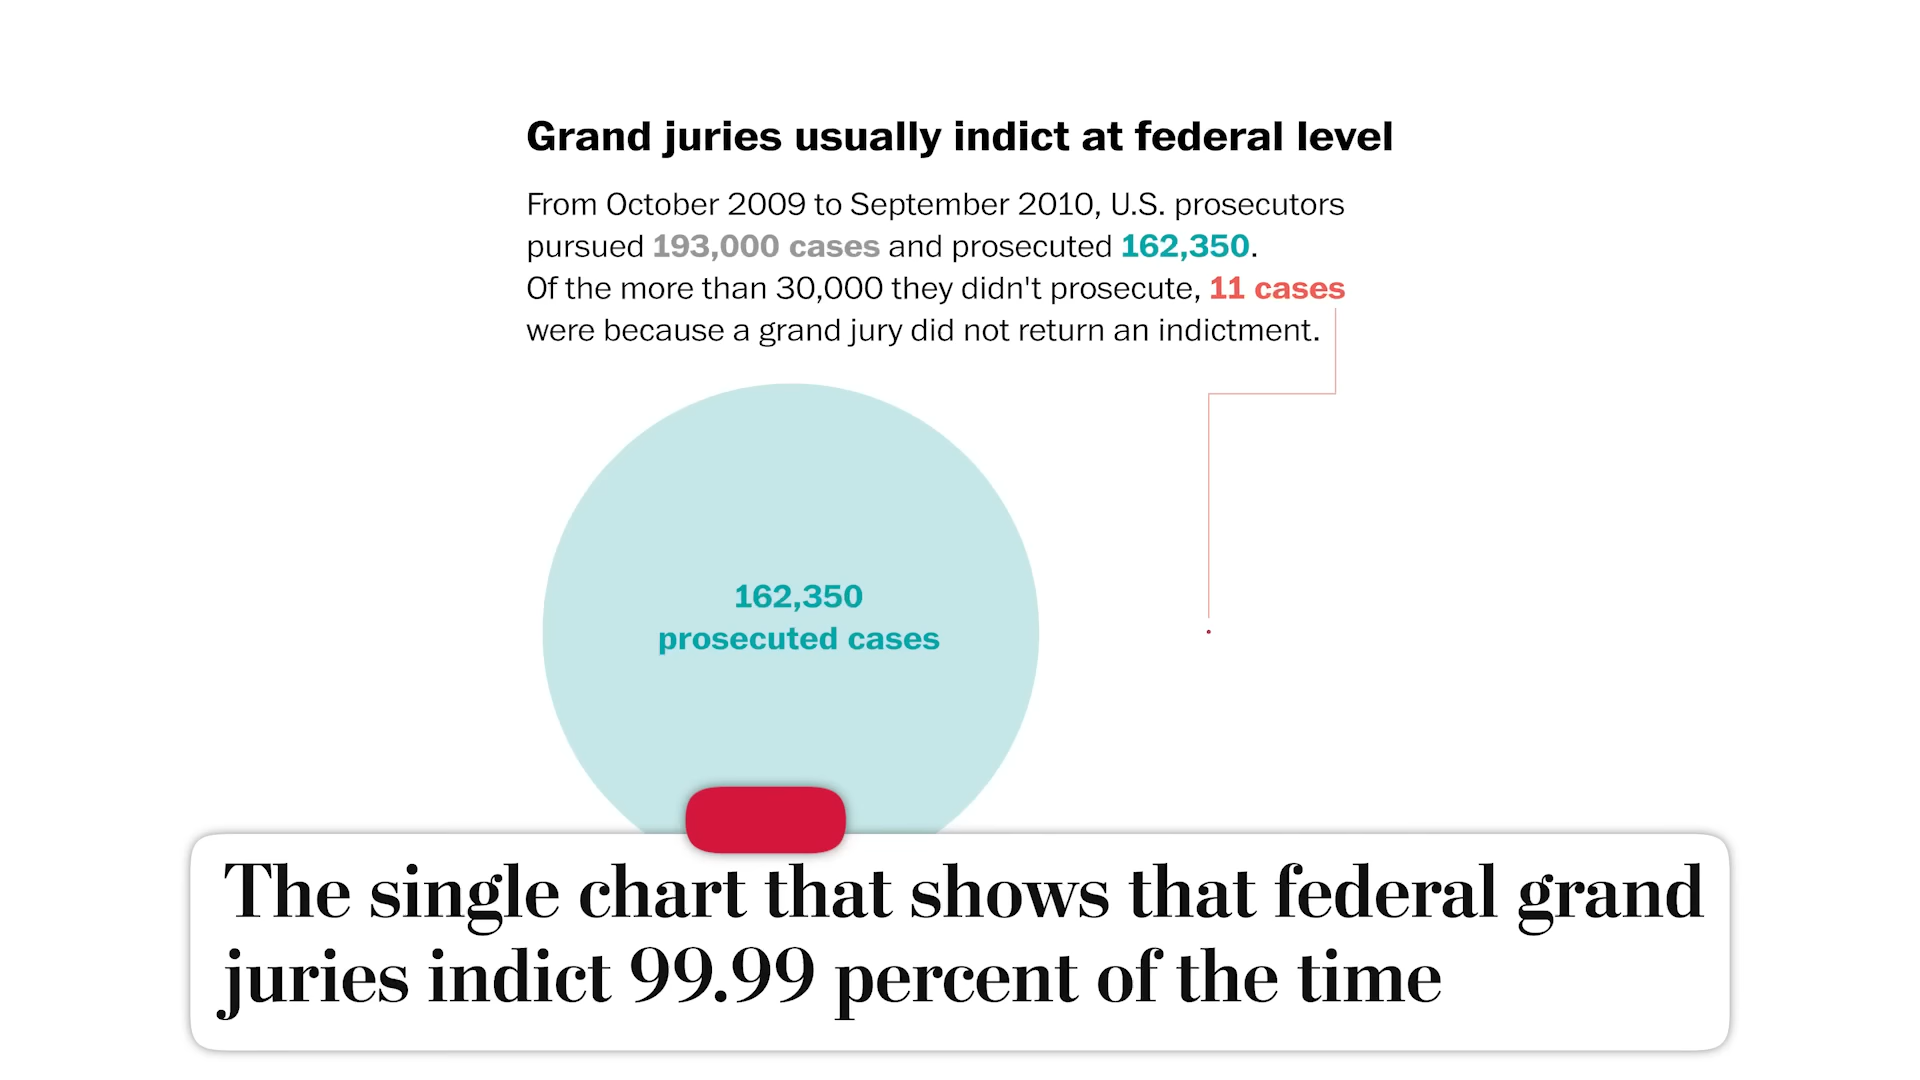 Grand juries usually indict at federal level
From October 2009 to September 2010, U.S. prosecutors
pursued 193,000 cases and prosecuted 162,350.
Of the more than 30,000 they didn't prosecute, 11 cases
were because a grand jury did not return an indictment.
162,350
prosecuted cases
The single chart that shows that federal grand
juries indict 99.99 percent of the time